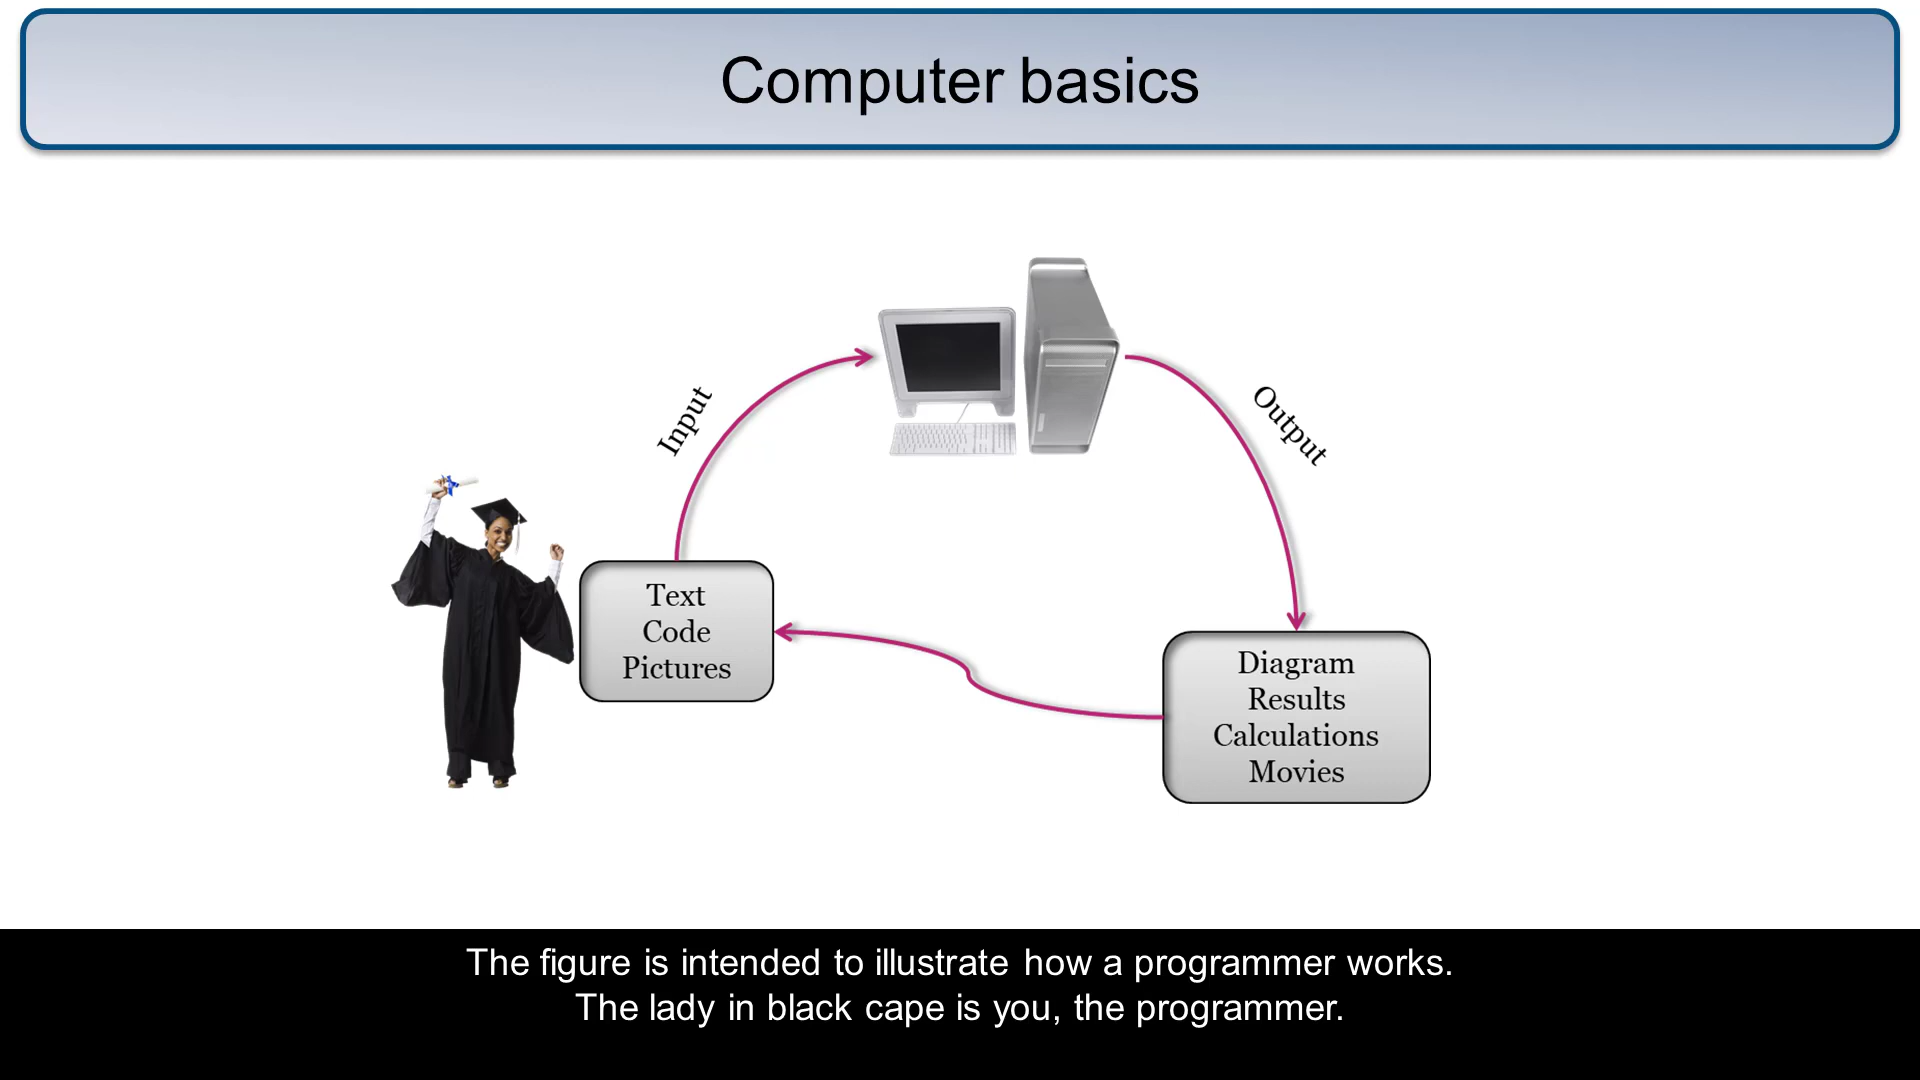 Computer basics
Input
Output
Text
Code
Pictures
Diagram
Results
Calculations
Movies
The figure is intended to illustrate how a programmer works.
The lady in black cape is you, the programmer.